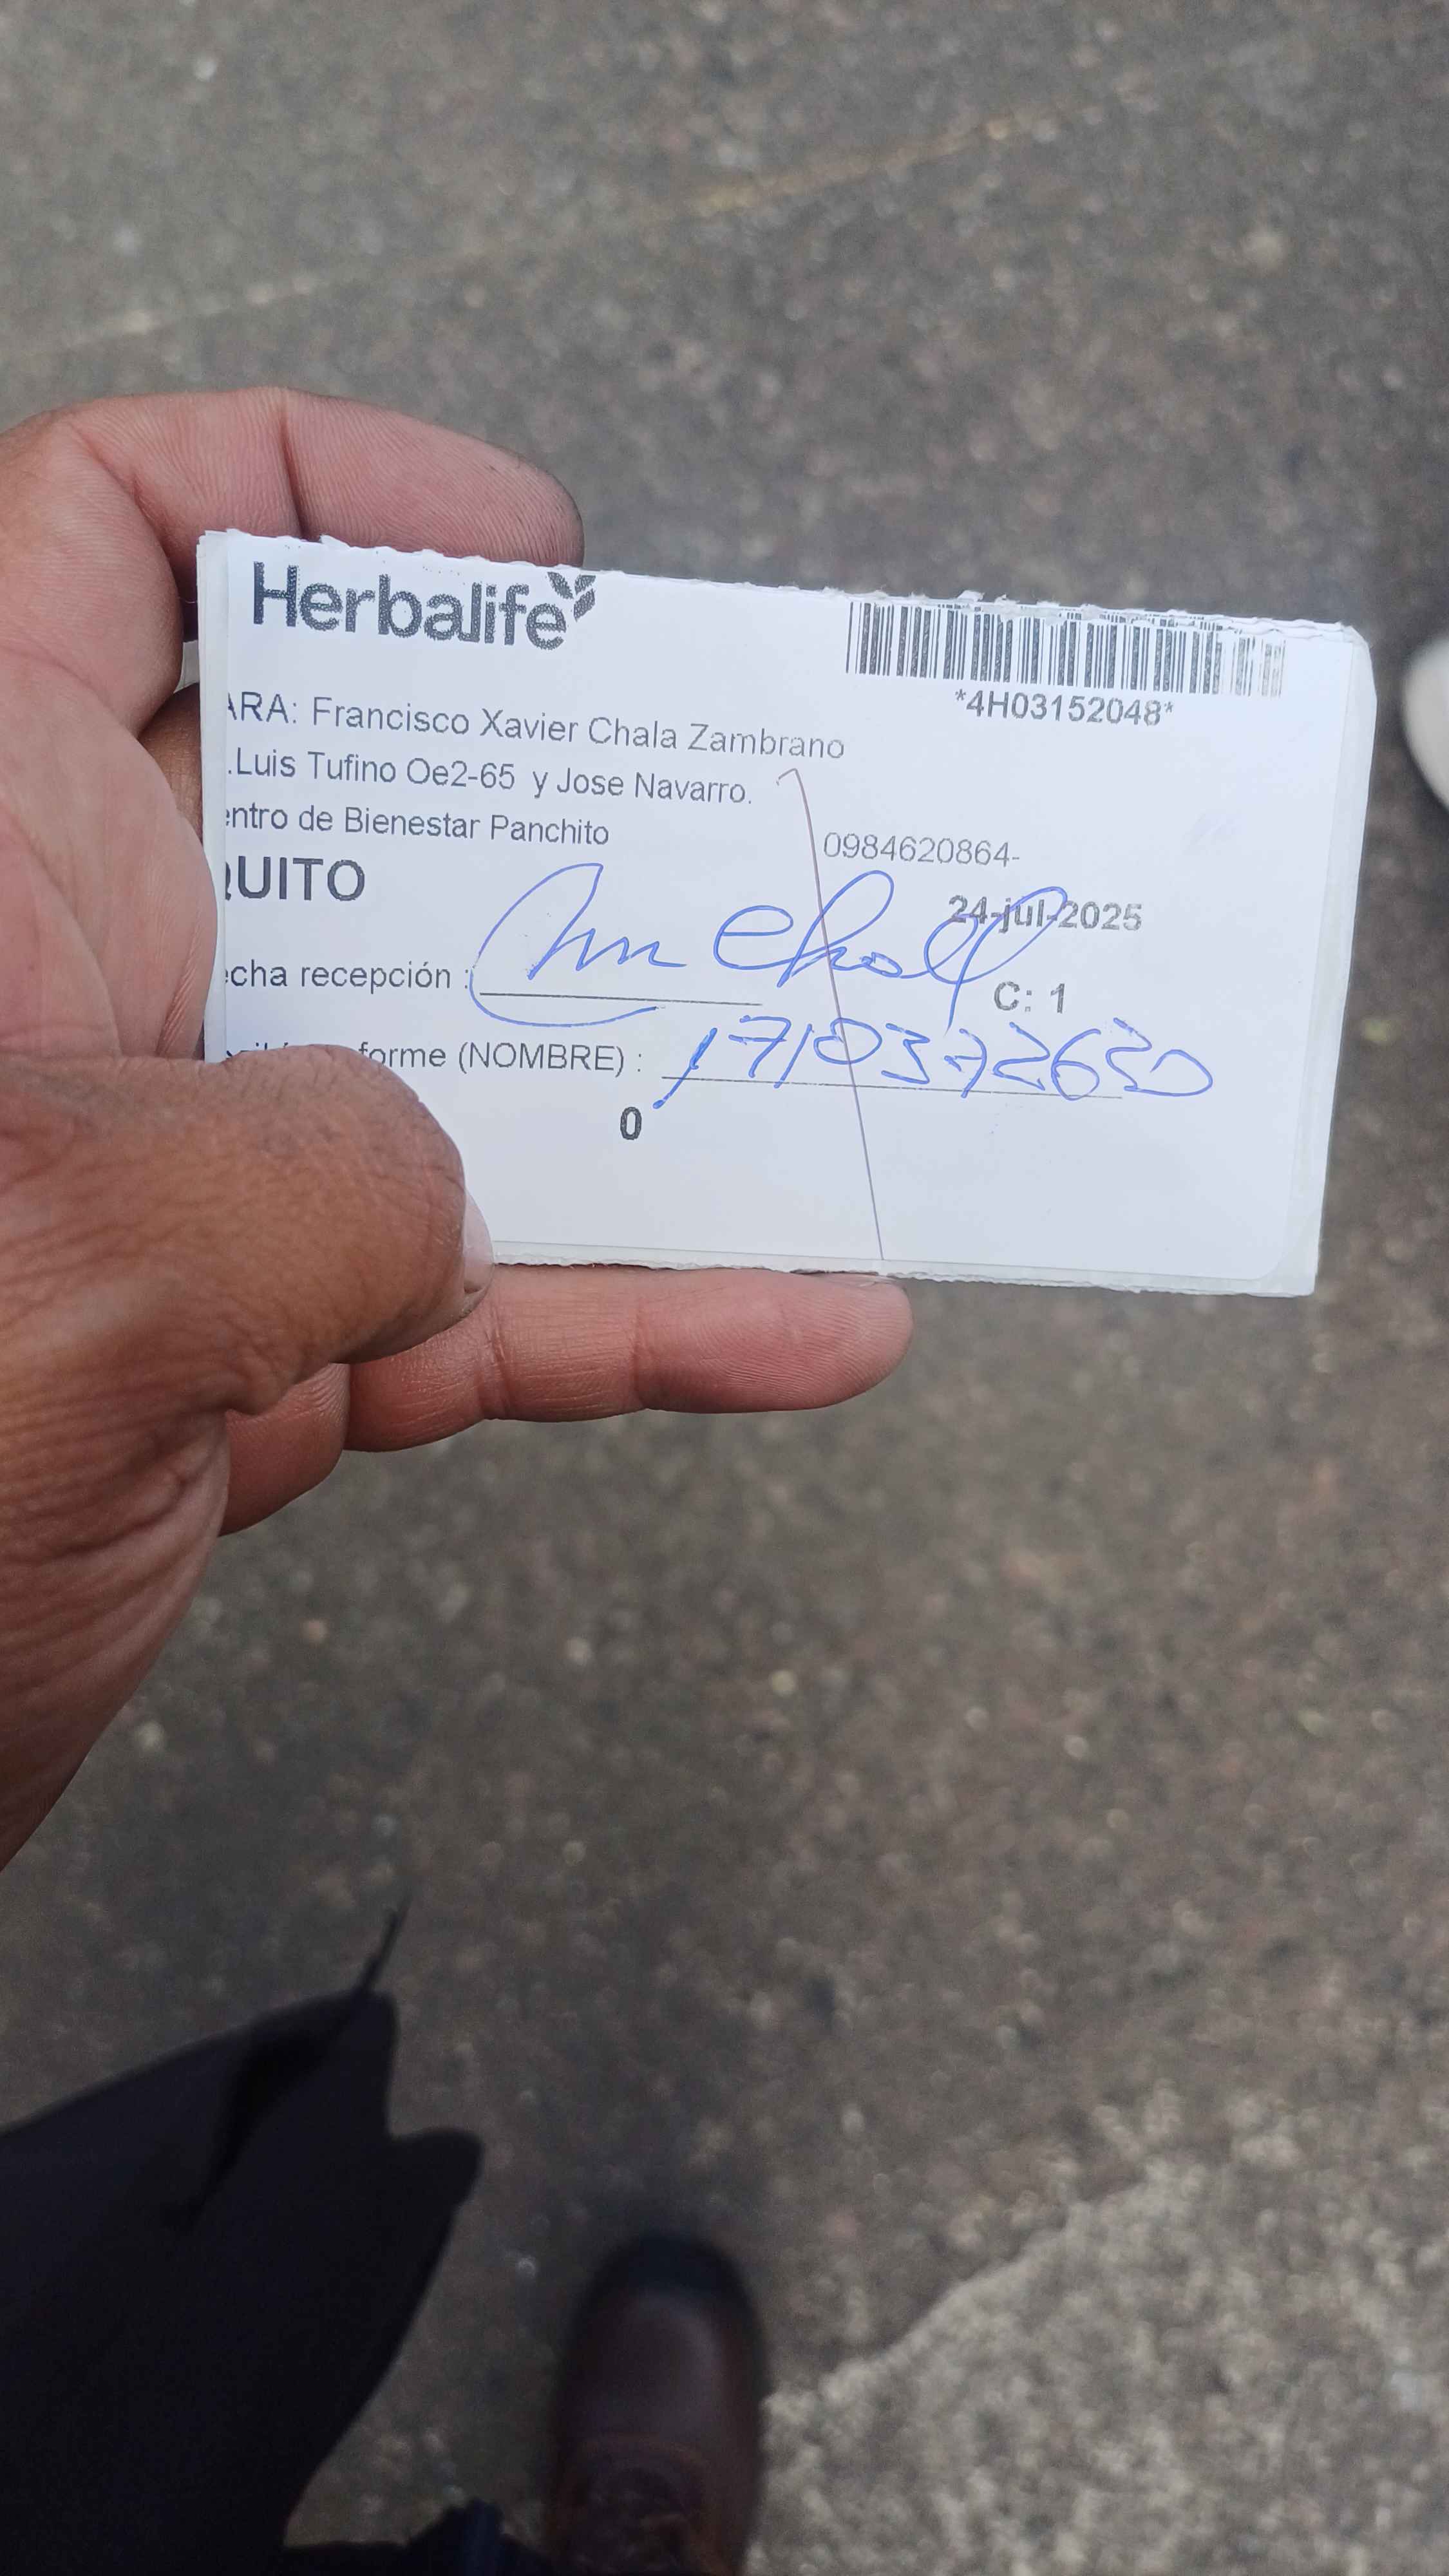 Herbalife
*4H03152048*
ARA: Francisco Xavier Chala Zambrano
.Luis Tufino Oe2-65 y Jose Navarro.
entro de Bienestar Panchito
0984620864-
QUITO
24-jul-2025
echa recepción :
C: 1
forme (NOMBRE) : 1710372630
0